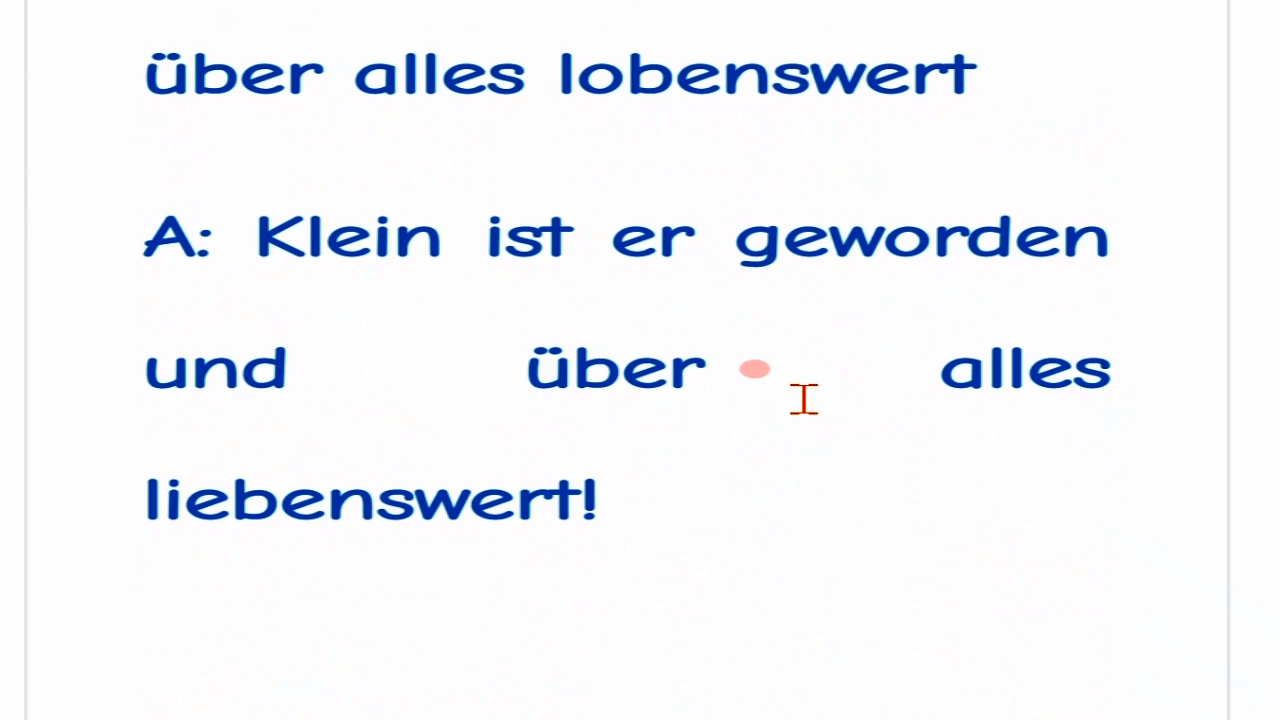 über alles lobenswert
A: Klein ist er geworden
und über alles
liebenswert!